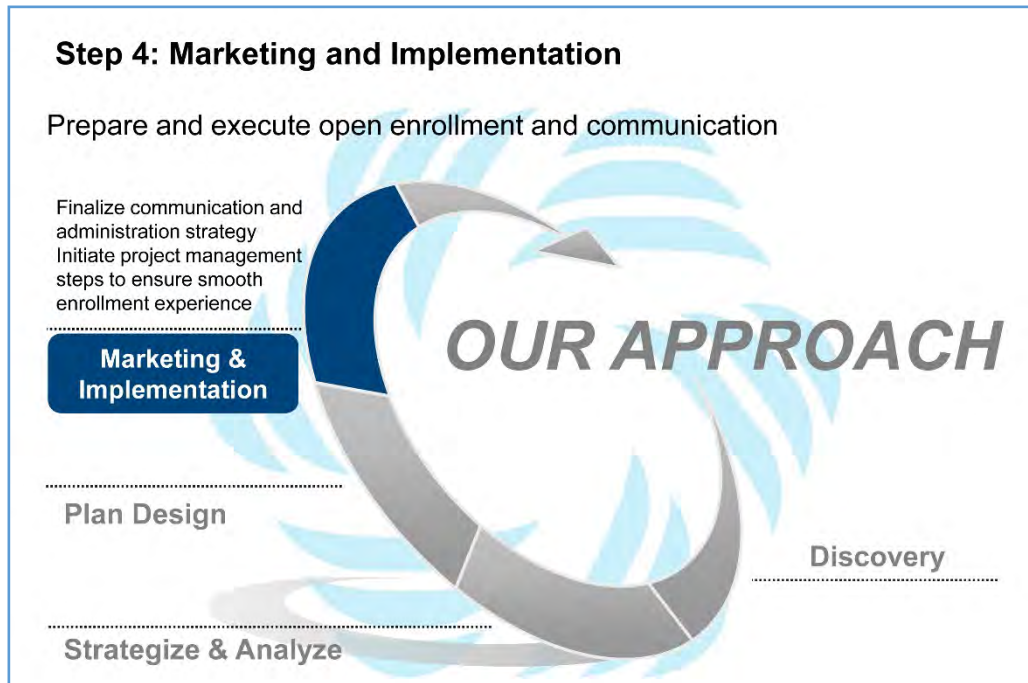 Step 4: Marketing and Implementation
Prepare and execute open enrollment and communication
Finalize communication and
administration strategy
Initiate project management
steps to ensure smooth
enrollment experience
OUR APPROACH
Marketing &
Implementation
Plan Design
Discovery
Strategize & Analyze